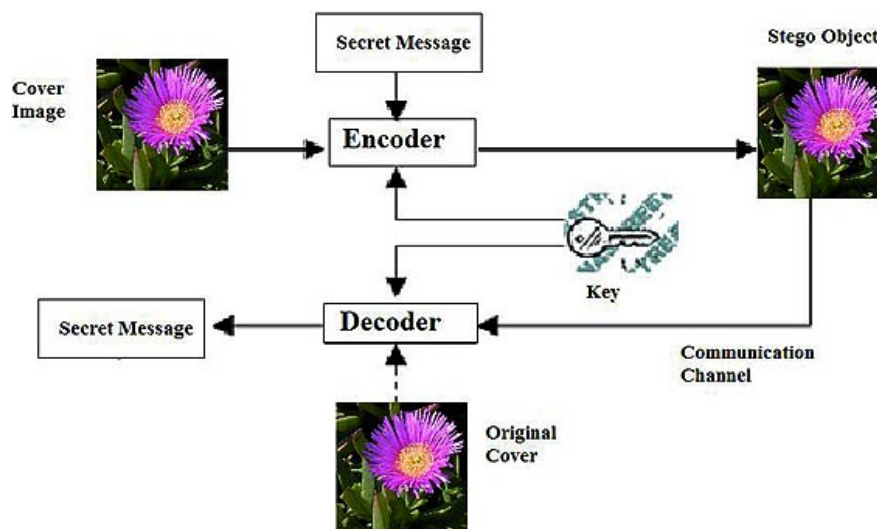 Secret Message
Stego Object
Cover
Image
Encoder
Key
Secret Message
Decoder
Communication
Channel
Original
Cover